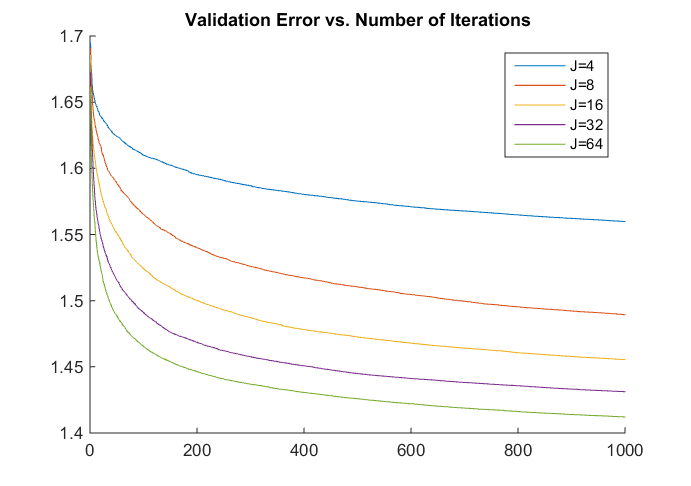 Validation Error vs. Number of Iterations
1.7
1.65
1.6
1.55
1.5
1.45
1.4
J=4
J=8
J=16
J=32
J=64
0 200 400 600 800 1000